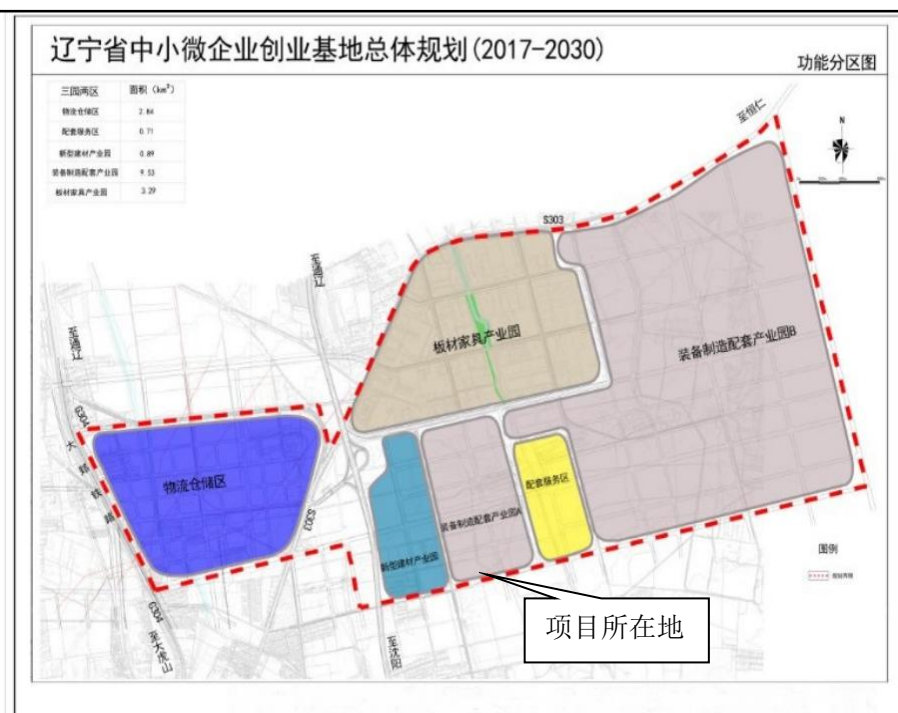 辽宁省中小微企业创业基地总体规划(2017-2030)
功能分区图
三园两区 面积 (km²)
物流仓储区 2.84
配套服务区 0.71
新型建材产业园 0.89
装备制造配套产业园 9.53
板材家具产业园 3.29
至恒仁
N
S303
至通辽
板材家具产业园
装备制造配套产业园B
至通辽
G304
大郑铁路
物流仓储区
S303
配套服务区
装备制造配套产业园A
新型建材产业园
图例
G304
至大虎山
至沈阳
项目所在地